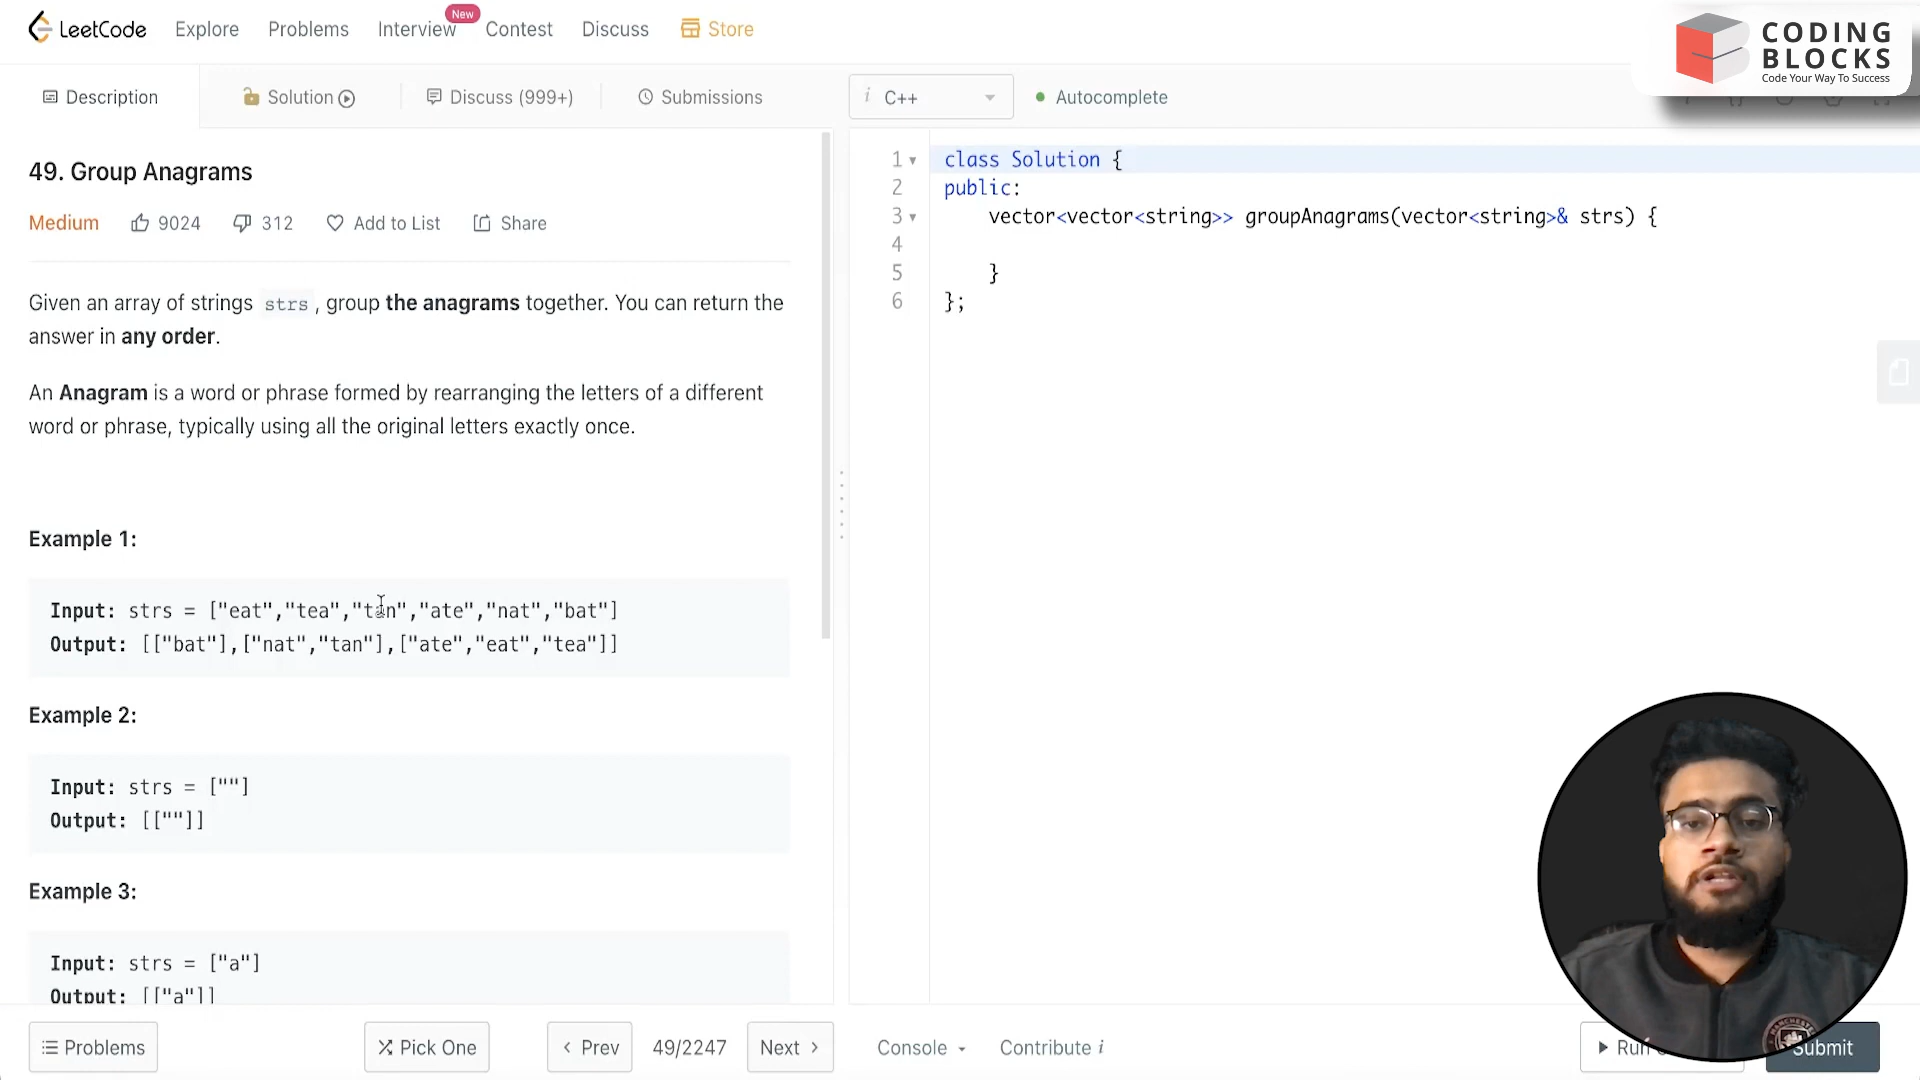 LeetCode Explore Problems Interview New Contest Discuss Store
CODING
BLOCKS
Code Your Way To Success
Description Solution Discuss (999+) Submissions
i C++ Autocomplete
49. Group Anagrams
Medium 9024 312 Add to List Share
Given an array of strings strs, group the anagrams together. You can return the
answer in any order.
An Anagram is a word or phrase formed by rearranging the letters of a different
word or phrase, typically using all the original letters exactly once.
Example 1:
Input: strs = ["eat","tea","tan","ate","nat","bat"]
Output: [["bat"],["nat","tan"],["ate","eat","tea"]]
Example 2:
Input: strs = [""]
Output: [[""]]
Example 3:
Input: strs = ["a"]
Output: [["a"]]
1 class Solution {
2 public:
3 vector<vector<string>> groupAnagrams(vector<string>& strs) {
4
5 }
6 };
Problems Pick One Prev 49/2247 Next
Console Contribute i
Run
Submit